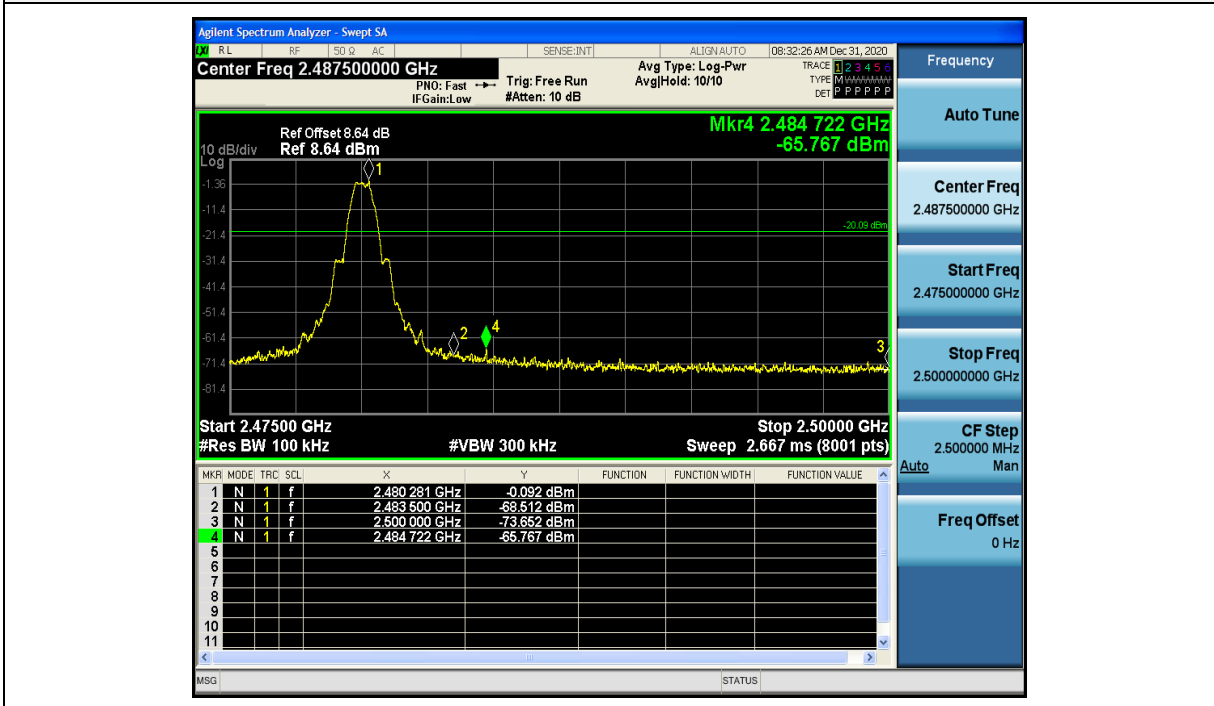 Agilent Spectrum Analyzer - Swept SA
LXI RL RF 50 Ω AC SENSE:INT ALIGN AUTO 08:32:26 AM Dec 31, 2020
Center Freq 2.487500000 GHz
PNO: Fast
IFGain:Low
Trig: Free Run
#Atten: 10 dB
Avg Type: Log-Pwr
Avg|Hold: 10/10
TRACE 1 2 3 4 5 6
TYPE M
DET P P P P P P
Mkr4 2.484 722 GHz
-65.767 dBm
Ref Offset 8.64 dB
10 dB/div Ref 8.64 dBm
Log
-1.36
-11.4
-21.4
-31.4
-41.4
-51.4
-61.4
-71.4
-81.4
1
-20.09 dBm
2
4
3
Start 2.47500 GHz Stop 2.50000 GHz
#Res BW 100 kHz #VBW 300 kHz Sweep 2.667 ms (8001 pts)
MKR MODE TRC SCL X Y FUNCTION FUNCTION WIDTH FUNCTION VALUE
1 N 1 f 2.480 281 GHz -0.092 dBm
2 N 1 f 2.483 500 GHz -68.512 dBm
3 N 1 f 2.500 000 GHz -73.652 dBm
4 N 1 f 2.484 722 GHz -65.767 dBm
5
6
7
8
9
10
11
MSG STATUS
Frequency
Auto Tune
Center Freq
2.487500000 GHz
Start Freq
2.475000000 GHz
Stop Freq
2.500000000 GHz
CF Step
2.500000 MHz
Auto Man
Freq Offset
0 Hz